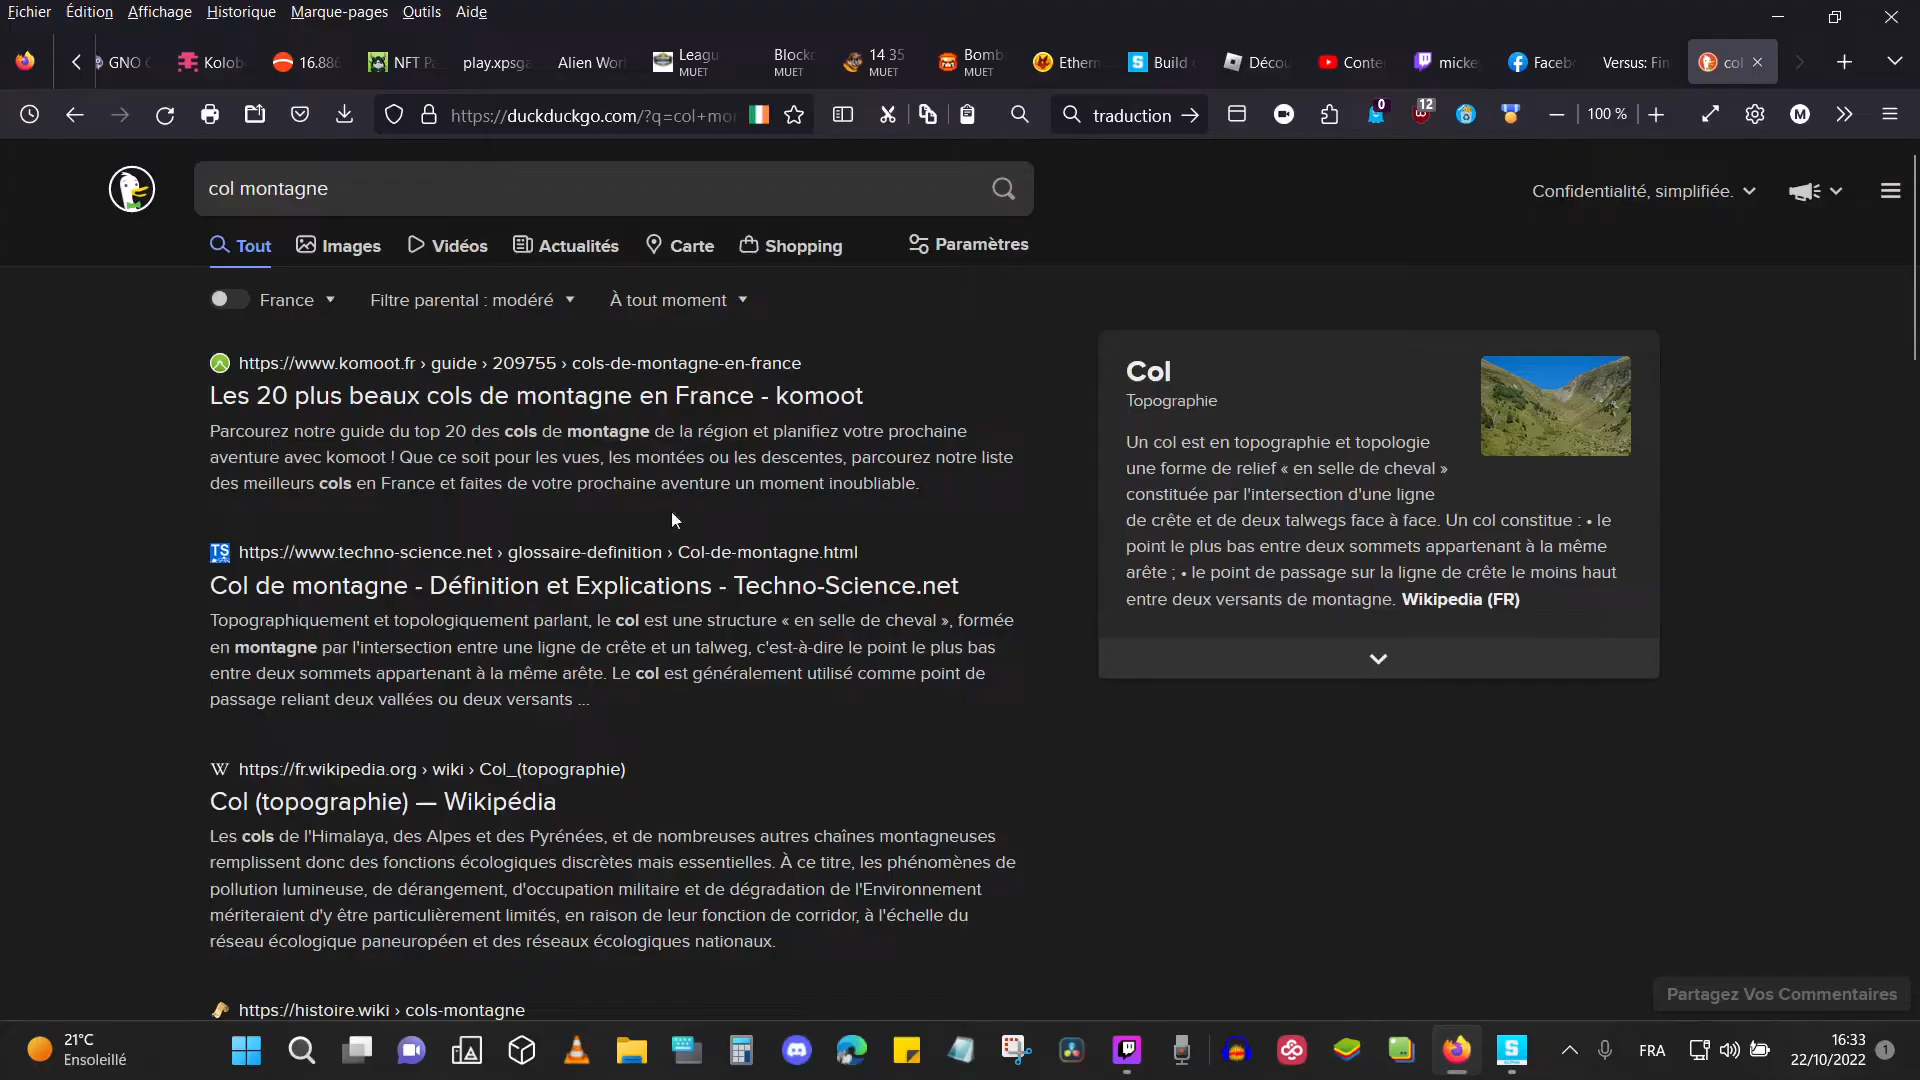 Fichier Édition Affichage Historique Marque-pages Outils Aide
GNO Kolob 16.886 NFT P play.xpsga Alien Wor Leagu MUET Blockc MUET 14 35 MUET Bomb MUET Ethern Build Décou Conte micke Faceb Versus: Fin col
https://duckduckgo.com/?q=col+mo traduction 0 12 100 % M
col montagne
Confidentialité, simplifiée.
Tout Images Vidéos Actualités Carte Shopping Paramètres
France Filtre parental : modéré À tout moment
https://www.komoot.fr › guide › 209755 › cols-de-montagne-en-france
Les 20 plus beaux cols de montagne en France - komoot
Parcourez notre guide du top 20 des cols de montagne de la région et planifiez votre prochaine
aventure avec komoot ! Que ce soit pour les vues, les montées ou les descentes, parcourez notre liste
des meilleurs cols en France et faites de votre prochaine aventure un moment inoubliable.
TS https://www.techno-science.net › glossaire-definition › Col-de-montagne.html
Col de montagne - Définition et Explications - Techno-Science.net
Topographiquement et topologiquement parlant, le col est une structure « en selle de cheval », formée
en montagne par l'intersection entre une ligne de crête et un talweg, c'est-à-dire le point le plus bas
entre deux sommets appartenant à la même arête. Le col est généralement utilisé comme point de
passage reliant deux vallées ou deux versants ...
W https://fr.wikipedia.org › wiki › Col_(topographie)
Col (topographie) — Wikipédia
Les cols de l'Himalaya, des Alpes et des Pyrénées, et de nombreuses autres chaînes montagneuses
remplissent donc des fonctions écologiques discrètes mais essentielles. À ce titre, les phénomènes de
pollution lumineuse, de dérangement, d'occupation militaire et de dégradation de l'Environnement
mériteraient d'y être particulièrement limités, en raison de leur fonction de corridor, à l'échelle du
réseau écologique paneuropéen et des réseaux écologiques nationaux.
https://histoire.wiki › cols-montagne
Col
Topographie
Un col est en topographie et topologie
une forme de relief « en selle de cheval »
constituée par l'intersection d'une ligne
de crête et de deux talwegs face à face. Un col constitue : • le
point le plus bas entre deux sommets appartenant à la même
arête ; • le point de passage sur la ligne de crête le moins haut
entre deux versants de montagne. Wikipedia (FR)
Partagez Vos Commentaires
21°C
Ensoleillé
FRA
16:33
22/10/2022
1